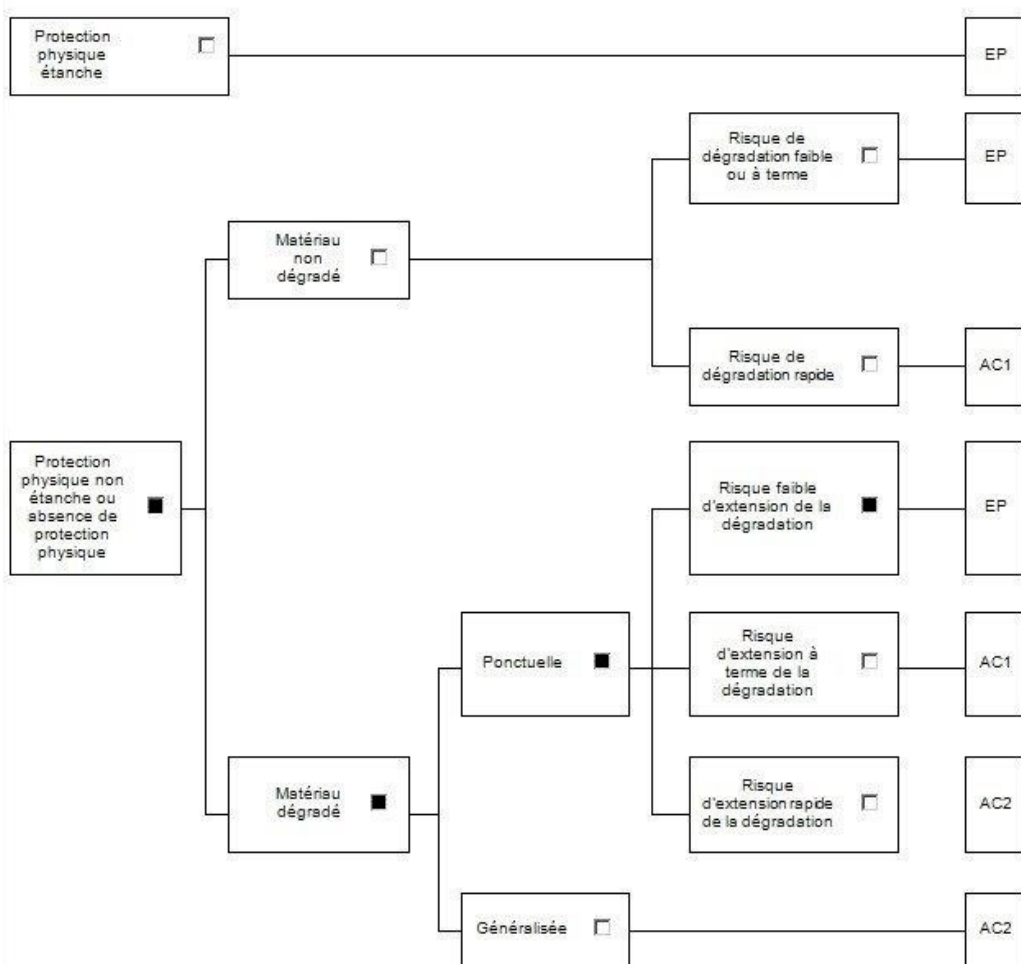 Protection
physique
étanche
EP
Risque de
dégradation faible
ou à terme
EP
Matériau
non
dégradé
Risque de
dégradation rapide
AC1
Protection
physique non
étanche ou
absence de
protection
physique
Risque faible
d'extension de la
dégradation
EP
Ponctuelle
Risque
d'extension à
terme de la
dégradation
AC1
Matériau
dégradé
Risque
d'extension rapide
de la dégradation
AC2
Généralisée
AC2